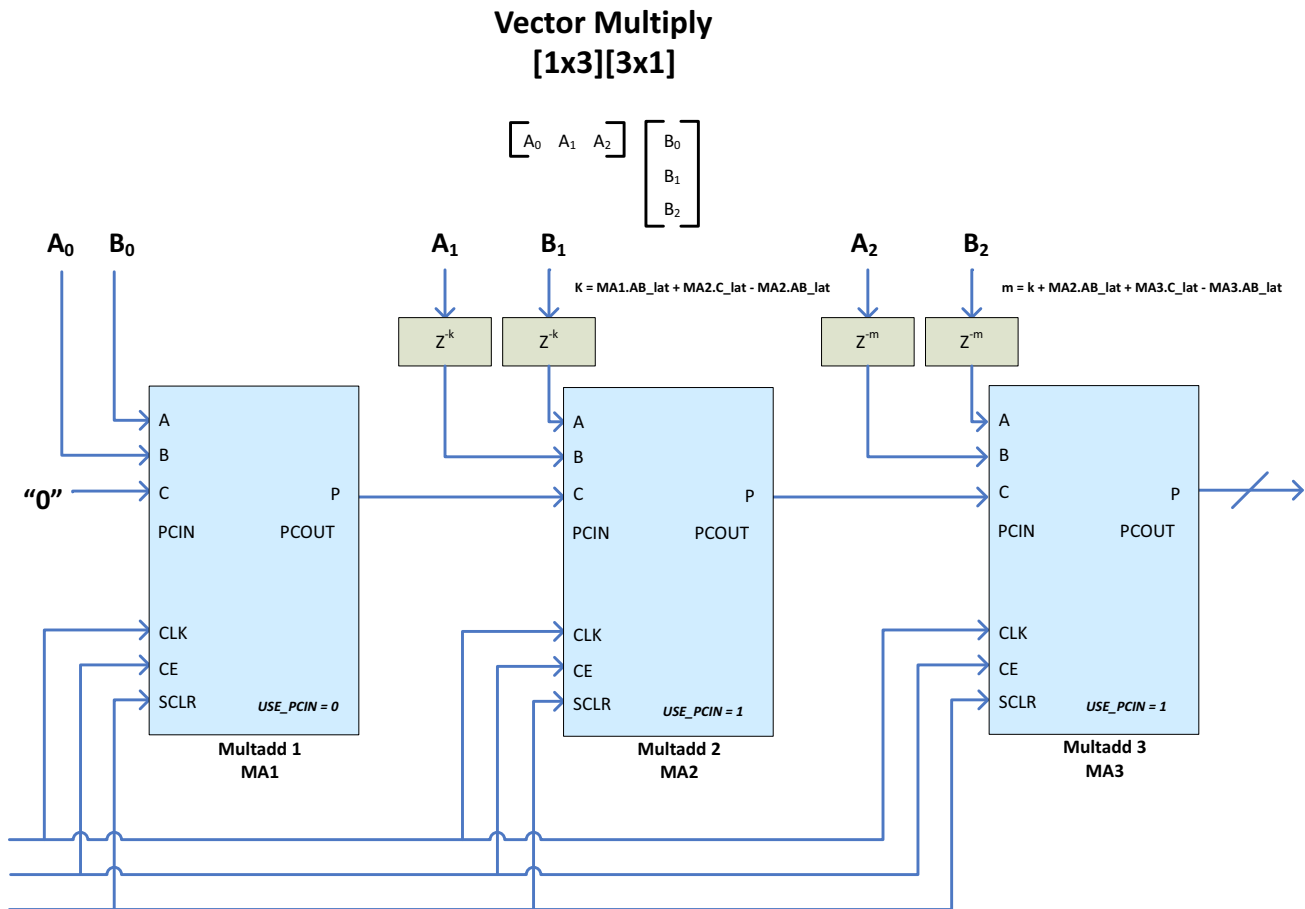 Vector Multiply
[1x3][3x1]
A₀ A₁ A₂
B₀
B₁
B₂
A₀ B₀
A₁ B₁
A₂ B₂
K = MA1.AB_lat + MA2.C_lat - MA2.AB_lat
m = k + MA2.AB_lat + MA3.C_lat - MA3.AB_lat
Z⁻ᵏ Z⁻ᵏ
Z⁻ᵐ Z⁻ᵐ
“0”
A
B
C P
PCIN PCOUT
CLK
CE
SCLR
USE_PCIN = 0
Multadd 1
MA1
A
B
C P
PCIN PCOUT
CLK
CE
SCLR
USE_PCIN = 1
Multadd 2
MA2
A
B
C P
PCIN PCOUT
CLK
CE
SCLR
USE_PCIN = 1
Multadd 3
MA3